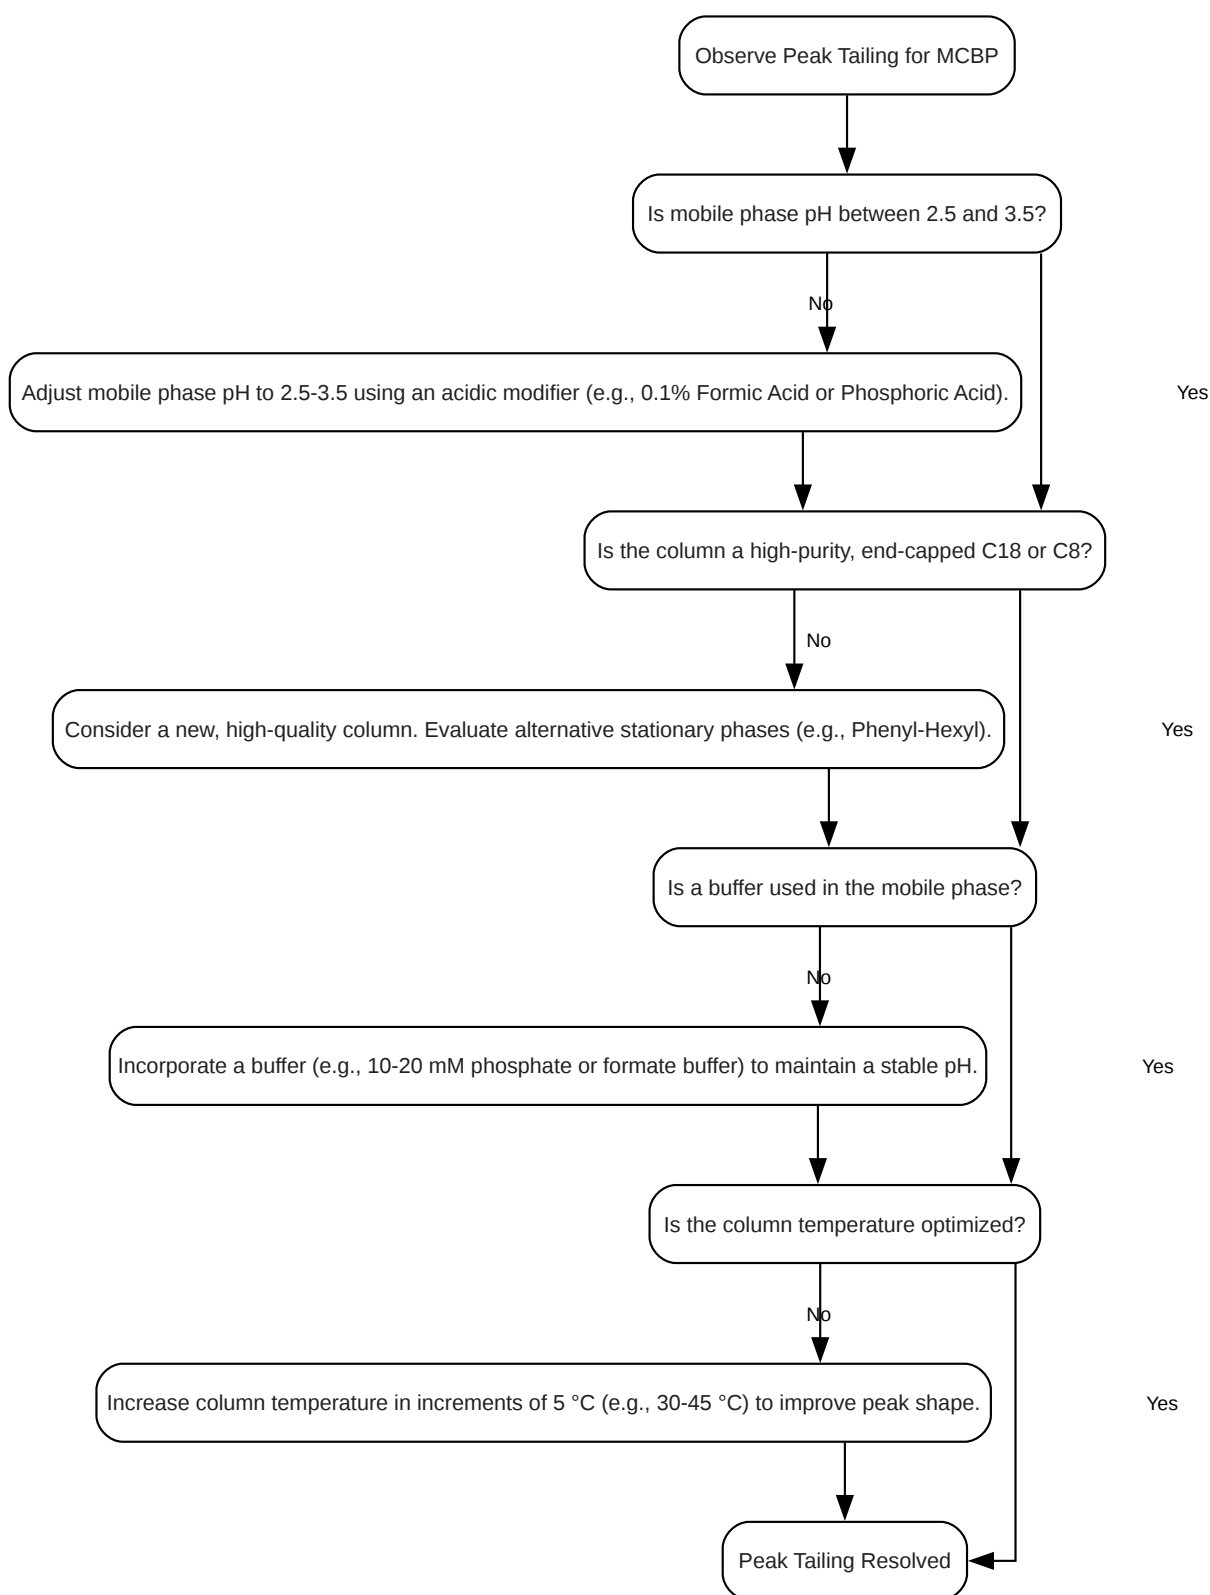 Observe Peak Tailing for MCBP
Is mobile phase pH between 2.5 and 3.5?
No
Adjust mobile phase pH to 2.5-3.5 using an acidic modifier (e.g., 0.1% Formic Acid or Phosphoric Acid).
Yes
Is the column a high-purity, end-capped C18 or C8?
No
Consider a new, high-quality column. Evaluate alternative stationary phases (e.g., Phenyl-Hexyl).
Yes
Is a buffer used in the mobile phase?
No
Incorporate a buffer (e.g., 10-20 mM phosphate or formate buffer) to maintain a stable pH.
Yes
Is the column temperature optimized?
No
Increase column temperature in increments of 5 °C (e.g., 30-45 °C) to improve peak shape.
Yes
Peak Tailing Resolved